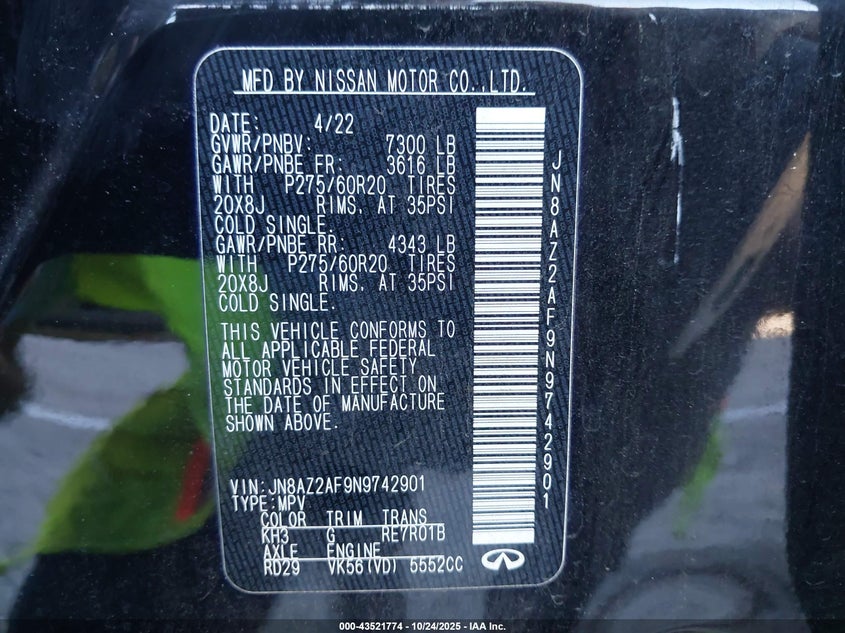 MFD BY NISSAN MOTOR CO.,LTD.
DATE: 4/22
GVWR/PNBV: 7300 LB
GAWR/PNBE FR: 3616 LB
WITH P275/60R20 TIRES
20X8J RIMS, AT 35PSI
COLD SINGLE.
GAWR/PNBE RR: 4343 LB
WITH P275/60R20 TIRES
20X8J RIMS, AT 35PSI
COLD SINGLE.
THIS VEHICLE CONFORMS TO
ALL APPLICABLE FEDERAL
MOTOR VEHICLE SAFETY
STANDARDS IN EFFECT ON
THE DATE OF MANUFACTURE
SHOWN ABOVE.
VIN:JN8AZ2AF9N9742901
TYPE:MPV
COLOR TRIM TRANS
KH3 G RE7R01B
AXLE ENGINE
RD29 VK56(VD) 5552CC
JN8AZ2AF9N9742901
000-43521774 - 10/24/2025 - IAA Inc.